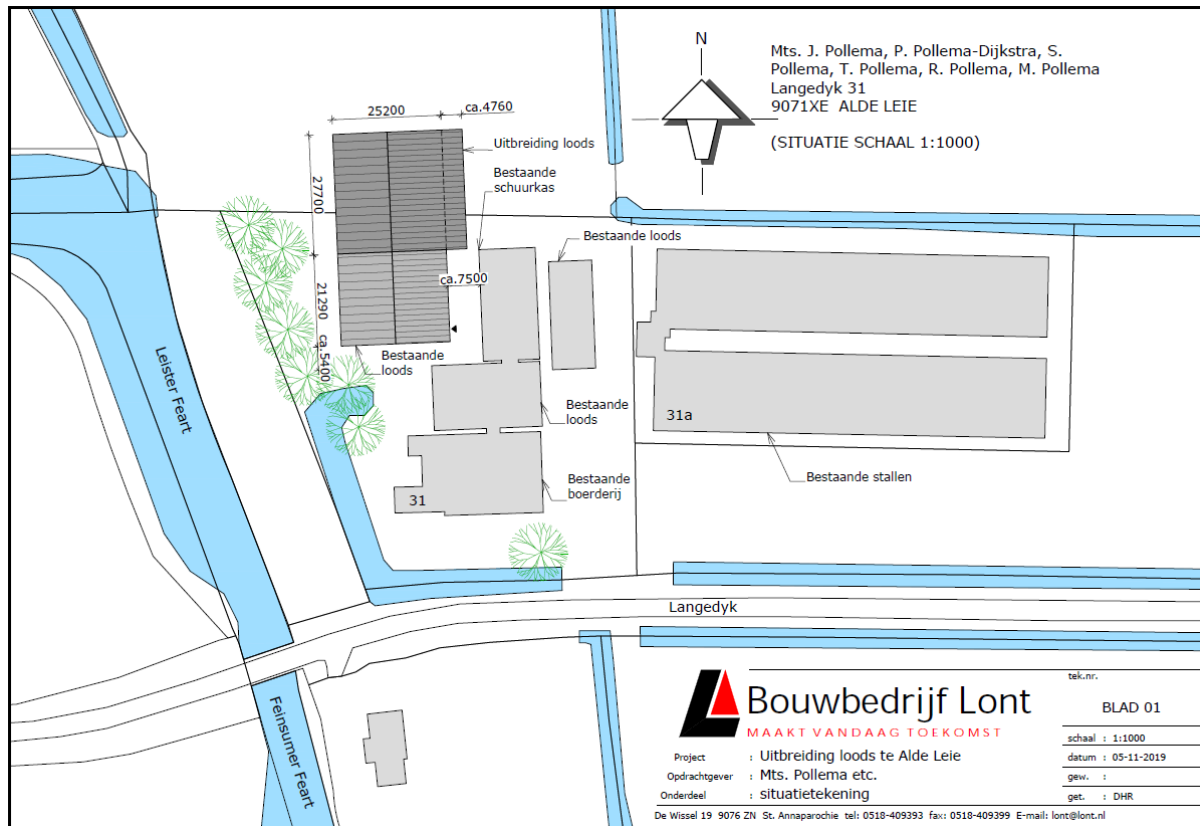 N
Mts. J. Pollema, P. Pollema-Dijkstra, S.
Pollema, T. Pollema, R. Pollema, M. Pollema
Langedyk 31
9071XE ALDE LEIE
(SITUATIE SCHAAL 1:1000)
25200
ca.4760
Uitbreiding loods
Bestaande
schuurkas
27700
Bestaande loods
ca.7500
21290
ca.5400
Bestaande
loods
Leister Feart
Bestaande
loods
31a
Bestaande stallen
Bestaande
boerderij
31
Langedyk
Feinsumer Feart
Bouwbedrijf Lont
MAAKT VANDAAG TOEKOMST
Project : Uitbreiding loods te Alde Leie
Opdrachtgever : Mts. Pollema etc.
Onderdeel : situatietekening
tek.nr.
BLAD 01
schaal : 1:1000
datum : 05-11-2019
gew. :
get. : DHR
De Wissel 19 9076 ZN St. Annaparochie tel: 0518-409393 fax: 0518-409399 E-mail: lont@lont.nl